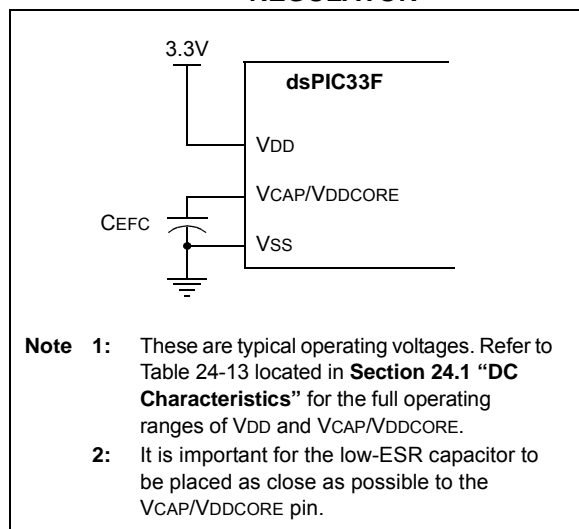 3.3V
dsPIC33F
VDD
VCAP/VDDCORE
CEFC
VSS
Note 1: These are typical operating voltages. Refer to
Table 24-13 located in Section 24.1 “DC
Characteristics” for the full operating
ranges of VDD and VCAP/VDDCORE.
2: It is important for the low-ESR capacitor to
be placed as close as possible to the
VCAP/VDDCORE pin.